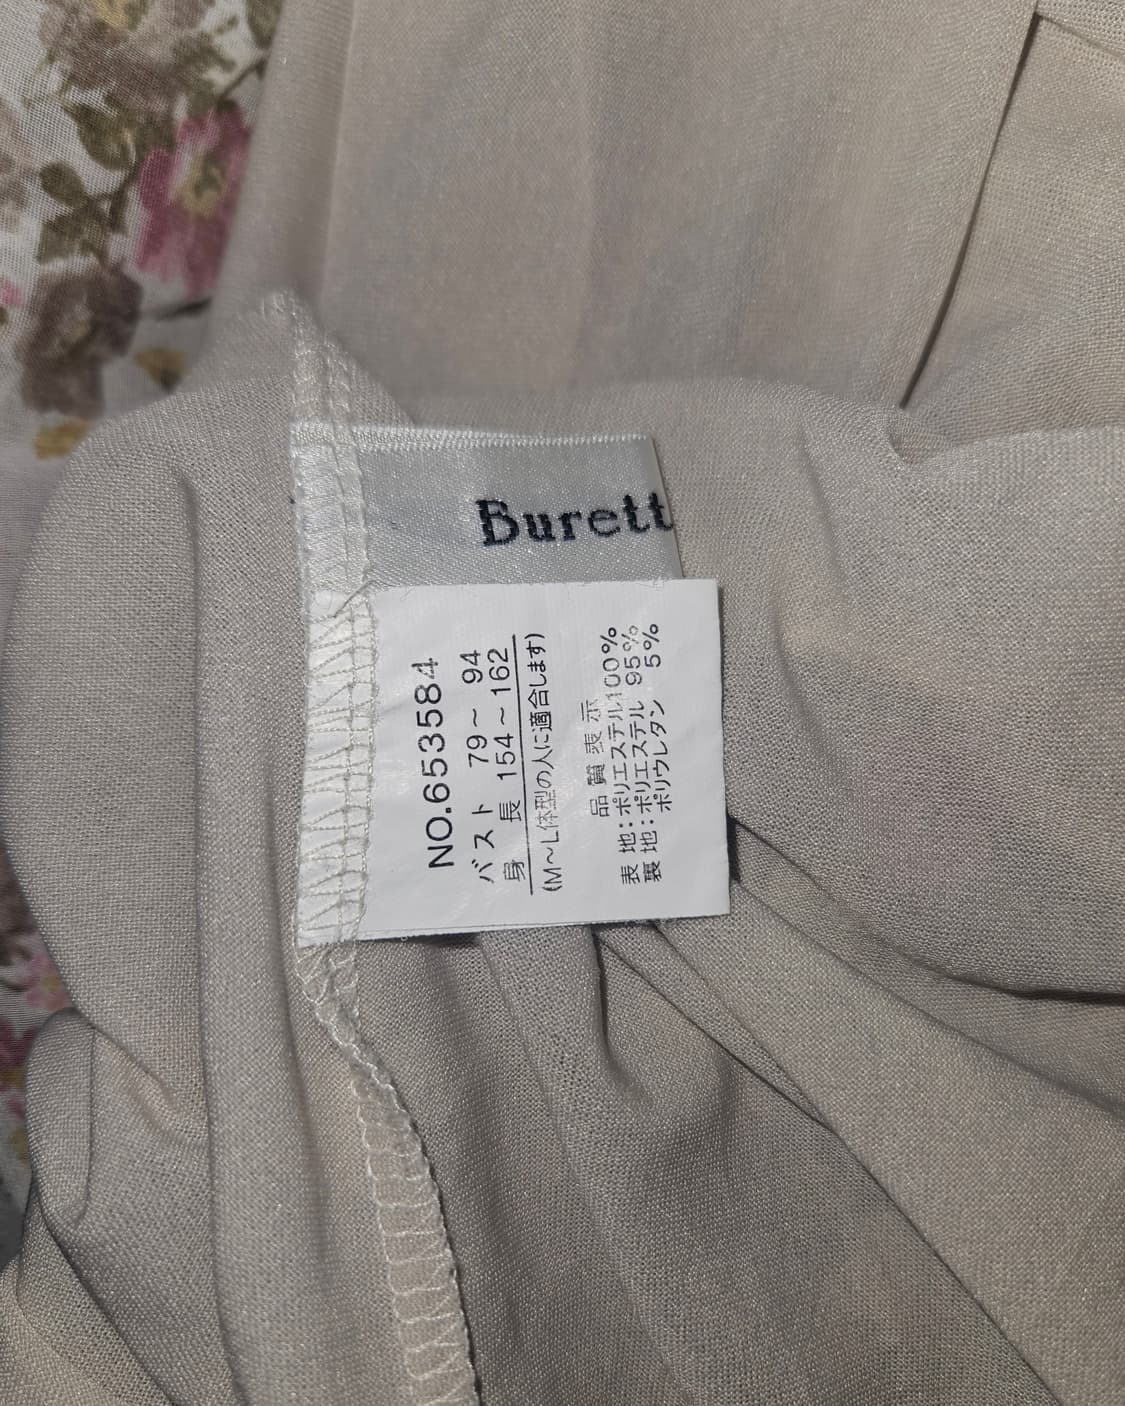 Burett
NO.653584
バスト 79～ 94
身 長 154～162
(M～L体型の人に適合します)
品 質 表 示
表 地：ポリエステル100%
裏 地：ポリエステル 95%
ポリウレタン 5%